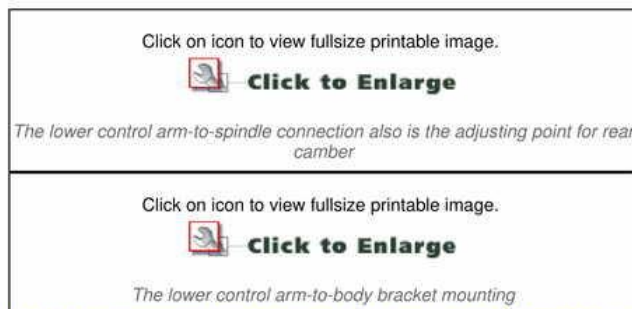 Click on icon to view fullsize printable image.
Click to Enlarge
The lower control arm-to-spindle connection also is the adjusting point for rear
camber
Click on icon to view fullsize printable image.
Click to Enlarge
The lower control arm-to-body bracket mounting